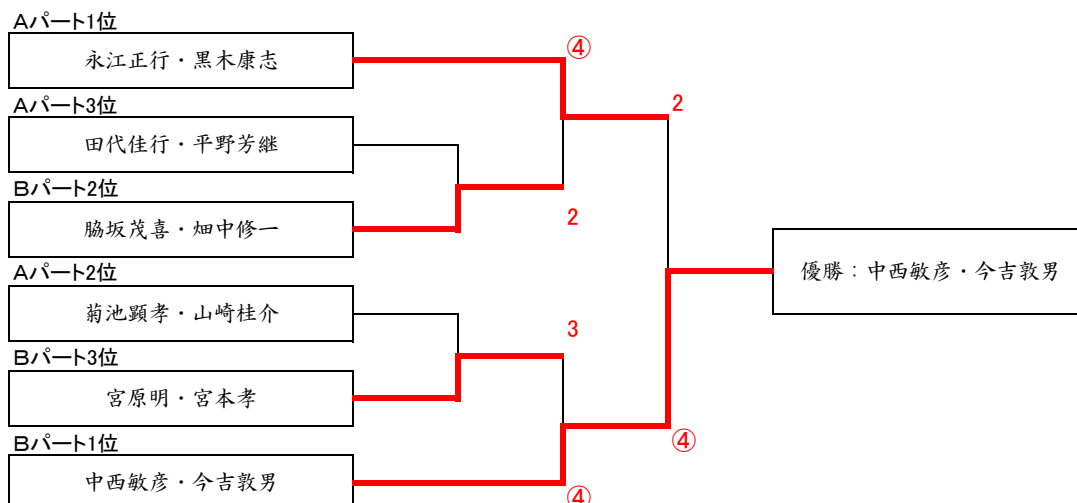 Aパート1位
永江正行・黒木康志
④
Aパート3位
2
田代佳行・平野芳継
Bパート2位
脇坂茂喜・畑中修一
2
優勝：中西敏彦・今吉敦男
Aパート2位
菊池顕孝・山崎桂介
3
Bパート3位
宮原明・宮本孝
Bパート1位
④
中西敏彦・今吉敦男
④